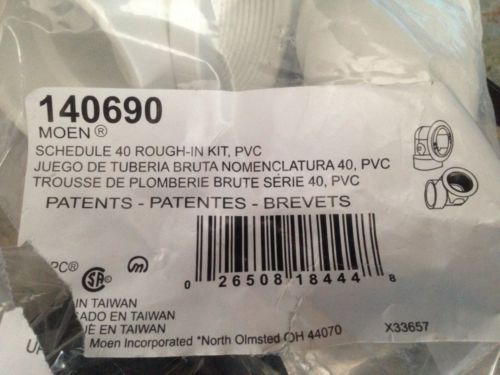 140690
MOEN®
SCHEDULE 40 ROUGH-IN KIT, PVC
JUEGO DE TUBERIA BRUTA NOMENCLATURA 40, PVC
TROUSSE DE PLOMBERIE BRUTE SÉRIE 40, PVC
PATENTS - PATENTES - BREVETS
PC®
SA
0 26508 18444 8
IN TAIWAN
EN TAIWAN
EN TAIWAN
Moen Incorporated *North Olmsted OH 44070
X33657